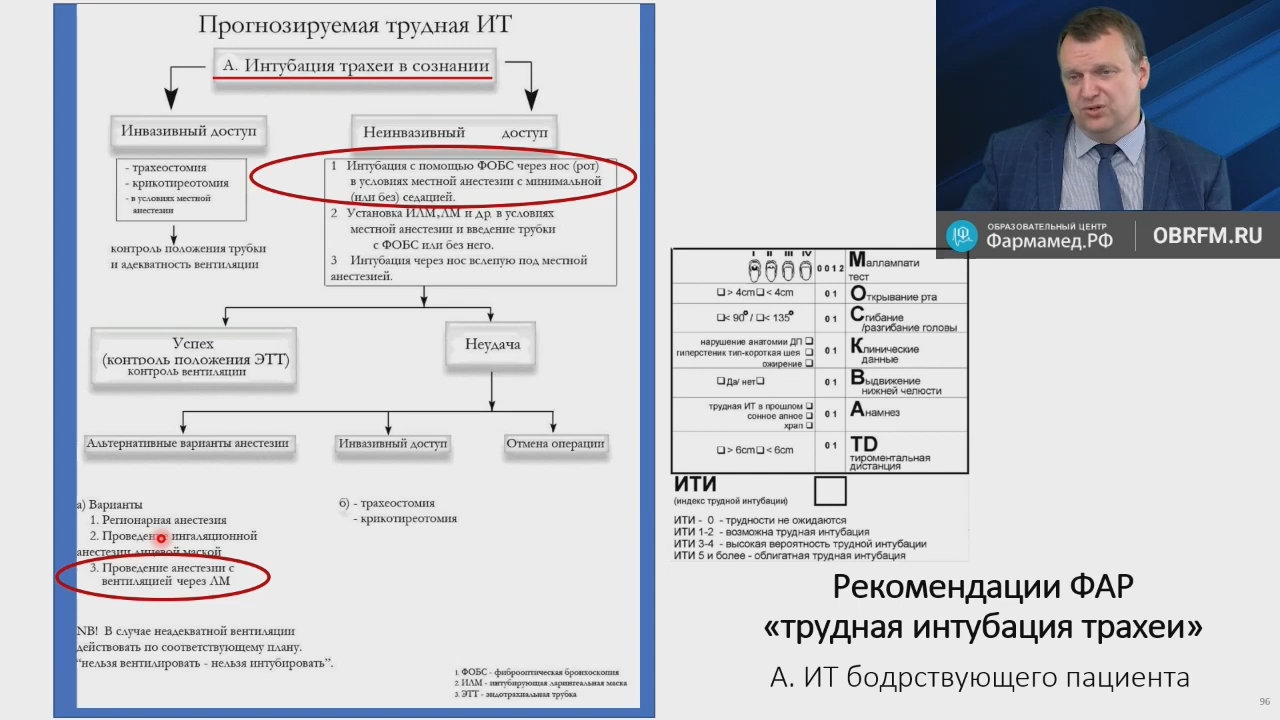 Прогнозируемая трудная ИТ
А. Интубация трахеи в сознании
Инвазивный доступ
Неинвазивный доступ
- трахеостомия
- крикотиреотомия
- в условиях местной
анестезии
контроль положения трубки
и адекватность вентиляции
1 Интубация с помощью ФОБС через нос (рот)
в условиях местной анестезии с минимальной
(или без) седацией.
2 Установка ИЛМ,ЛМ и др. в условиях
местной анестезии и введение трубки
с ФОБС или без него.
3 Интубация через нос вслепую под местной
анестезией.
Успех
(контроль положения ЭТТ)
контроль вентиляции
Неудача
Альтернативные варианты анестезии
Инвазивный доступ
Отмена операции
а) Варианты
1. Регионарная анестезия
2. Проведение ингаляционной
анестезии лицевой маской
3. Проведение анестезии с
вентиляцией через ЛМ
б) - трахеостомия
- крикотиреотомия
NB! В случае неадекватной вентиляции
действовать по соответствующему плану.
“нельзя вентилировать - нельзя интубировать”.
1. ФОБС - фиброоптическая бронхоскопия
2. ИЛМ - интубирующая ларингеальная маска
3. ЭТТ - эндотрахеальная трубка
ОБРАЗОВАТЕЛЬНЫЙ ЦЕНТР
Фармамед.РФ
OBRFM.RU
I II III IV
0 0 1 2
Маллампати
тест
> 4cm < 4cm
0 1
Открывание рта
< 90° / < 135°
0 1
Сгибание
/разгибание головы
нарушение анатомии ДП
гиперстеник тип-короткая шея
ожирение
0 1
Клинические
данные
Да/ нет
0 1
Выдвижение
нижней челюсти
трудная ИТ в прошлом
сонное апное
храп
0 1
Анамнез
> 6cm < 6cm
0 1
TD
тироментальная
дистанция
ИТИ
(индекс трудной интубации)
ИТИ - 0 - трудности не ожидаются
ИТИ 1-2 - возможна трудная интубация
ИТИ 3-4 - высокая вероятность трудной интубации
ИТИ 5 и более - облигатная трудная интубация
Рекомендации ФАР
«трудная интубация трахеи»
А. ИТ бодрствующего пациента
96